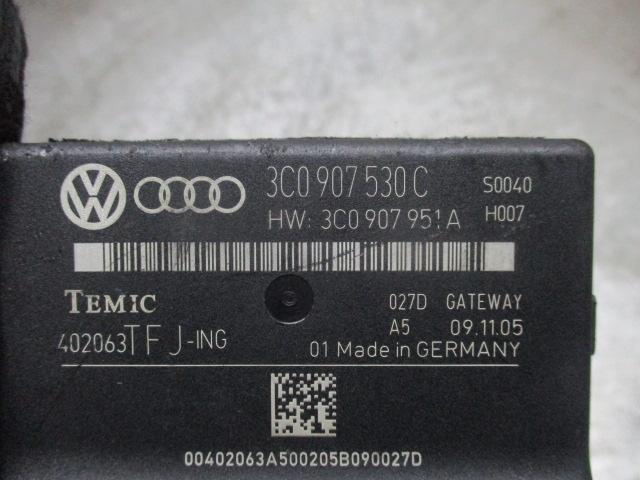 3C0 907 530 C S0040
HW: 3C0 907 951 A H007
TEMIC 027D GATEWAY
A5 09.11.05
402063TFJ-ING 01 Made in GERMANY
00402063A500205B090027D